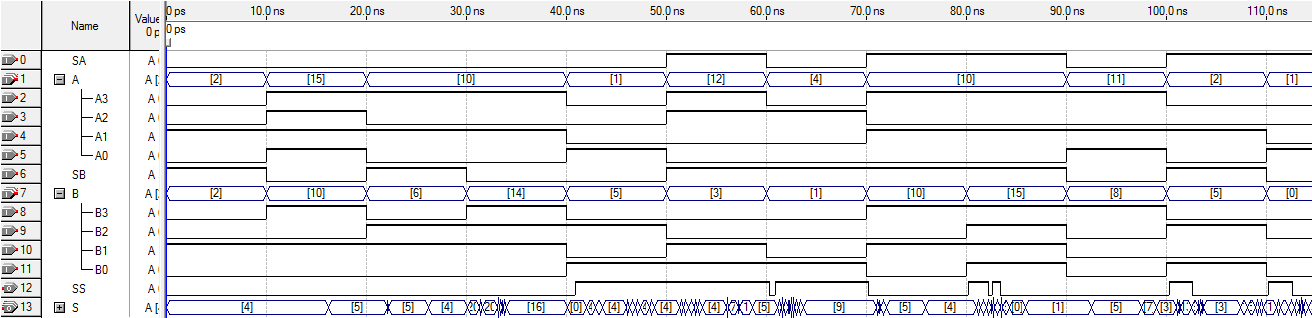 Name
Value
0 p
0 ps 10.0 ns 20.0 ns 30.0 ns 40.0 ns 50.0 ns 60.0 ns 70.0 ns 80.0 ns 90.0 ns 100.0 ns 110.0 ns
0 ps
0 SA A
1 A A [2] [15] [10] [1] [12] [4] [10] [11] [2] [1]
2 A3 A
3 A2 A
4 A1 A
5 A0 A
6 SB A
7 B A [2] [10] [6] [14] [5] [3] [1] [10] [15] [8] [5] [0]
8 B3 A
9 B2 A
10 B1 A
11 B0 A
12 SS A
13 S A [4] [5] [5] [4] [16] [0] [4] [4] [4] [5] [9] [5] [4] [0] [1] [5] [3] [3]